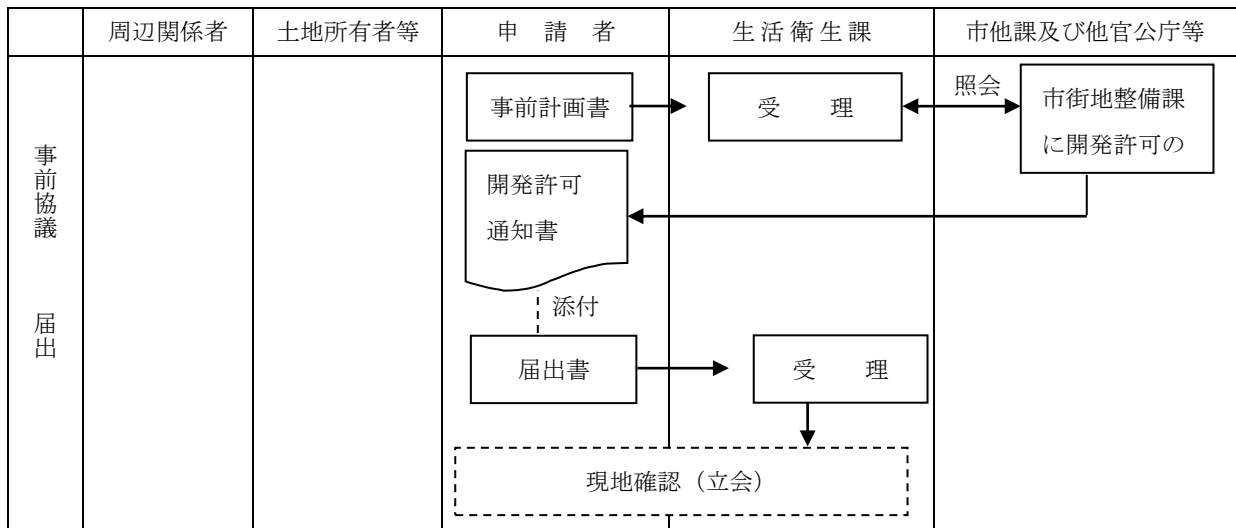 周辺関係者 土地所有者等 申請者 生活衛生課 市他課及び他官公庁等
事前協議
届出
事前計画書
受理
照会
市街地整備課
に開発許可の
開発許可
通知書
添付
届出書
受理
現地確認（立会）